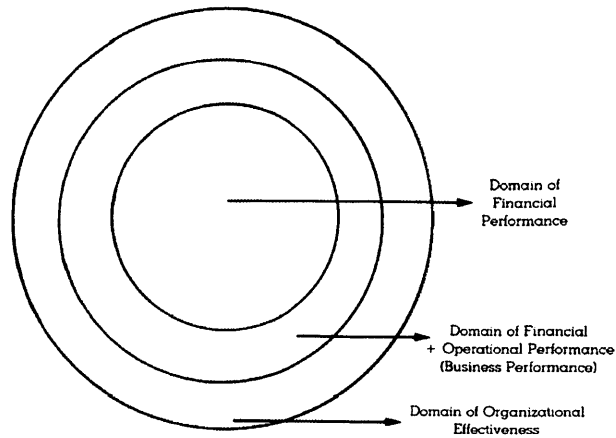 Domain of
Financial
Performance
Domain of Financial
+ Operational Performance
(Business Performance)
Domain of Organizational
Effectiveness